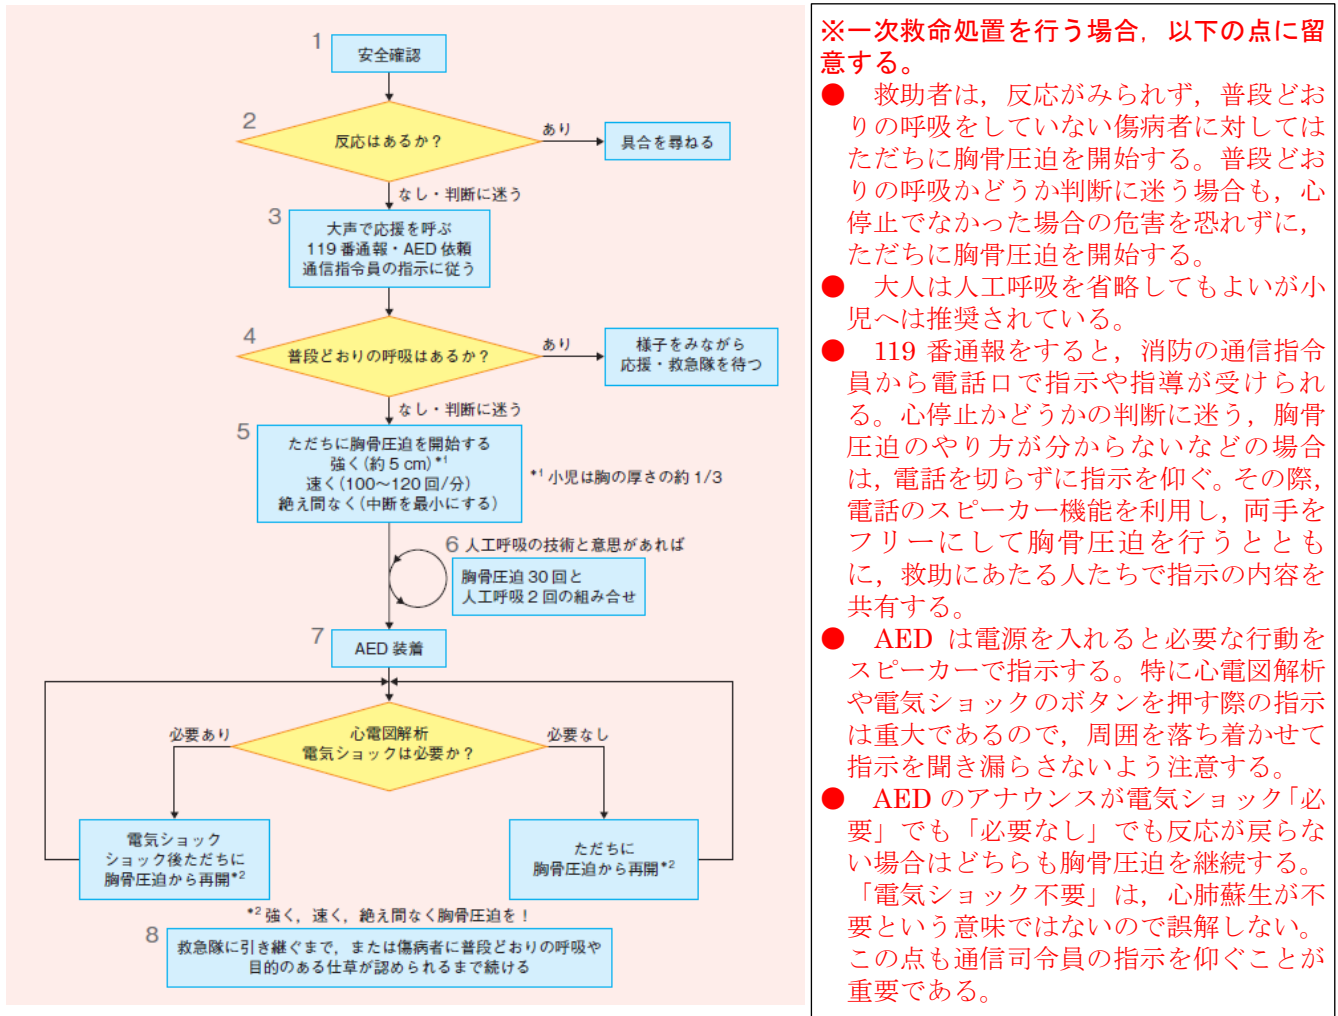 1
安全確認
2
反応はあるか？
あり
具合を尋ねる
なし・判断に迷う
3
大声で応援を呼ぶ
119番通報・AED依頼
通信指令員の指示に従う
4
普段どおりの呼吸はあるか？
あり
様子をみながら
応援・救急隊を待つ
なし・判断に迷う
5
ただちに胸骨圧迫を開始する
強く(約5cm)*1
速く(100～120回/分)
絶え間なく(中断を最小にする)
*1 小児は胸の厚さの約1/3
6 人工呼吸の技術と意思があれば
胸骨圧迫30回と
人工呼吸2回の組み合せ
7
AED装着
心電図解析
電気ショックは必要か？
必要あり
必要なし
電気ショック
ショック後ただちに
胸骨圧迫から再開*2
ただちに
胸骨圧迫から再開*2
*2 強く，速く，絶え間なく胸骨圧迫を！
8
救急隊に引き継ぐまで，または傷病者に普段どおりの呼吸や
目的のある仕草が認められるまで続ける
※一次救命処置を行う場合，以下の点に留
意する。
● 救助者は，反応がみられず，普段どお
りの呼吸をしていない傷病者に対しては
ただちに胸骨圧迫を開始する。普段どお
りの呼吸かどうか判断に迷う場合も，心
停止でなかった場合の危害を恐れずに，
ただちに胸骨圧迫を開始する。
● 大人は人工呼吸を省略してもよいが小
児へは推奨されている。
● 119番通報をすると，消防の通信指令
員から電話口で指示や指導が受けられ
る。心停止かどうかの判断に迷う，胸骨
圧迫のやり方が分からないなどの場合
は，電話を切らずに指示を仰ぐ。その際，
電話のスピーカー機能を利用し，両手を
フリーにして胸骨圧迫を行うととも
に，救助にあたる人たちで指示の内容を
共有する。
● AED は電源を入れると必要な行動を
スピーカーで指示する。特に心電図解析
や電気ショックのボタンを押す際の指示
は重大であるので，周囲を落ち着かせて
指示を聞き漏らさないよう注意する。
● AEDのアナウンスが電気ショック「必
要」でも「必要なし」でも反応が戻らな
い場合はどちらも胸骨圧迫を継続する。
「電気ショック不要」は，心肺蘇生が不
要という意味ではないので誤解しない。
この点も通信司令員の指示を仰ぐことが
重要である。